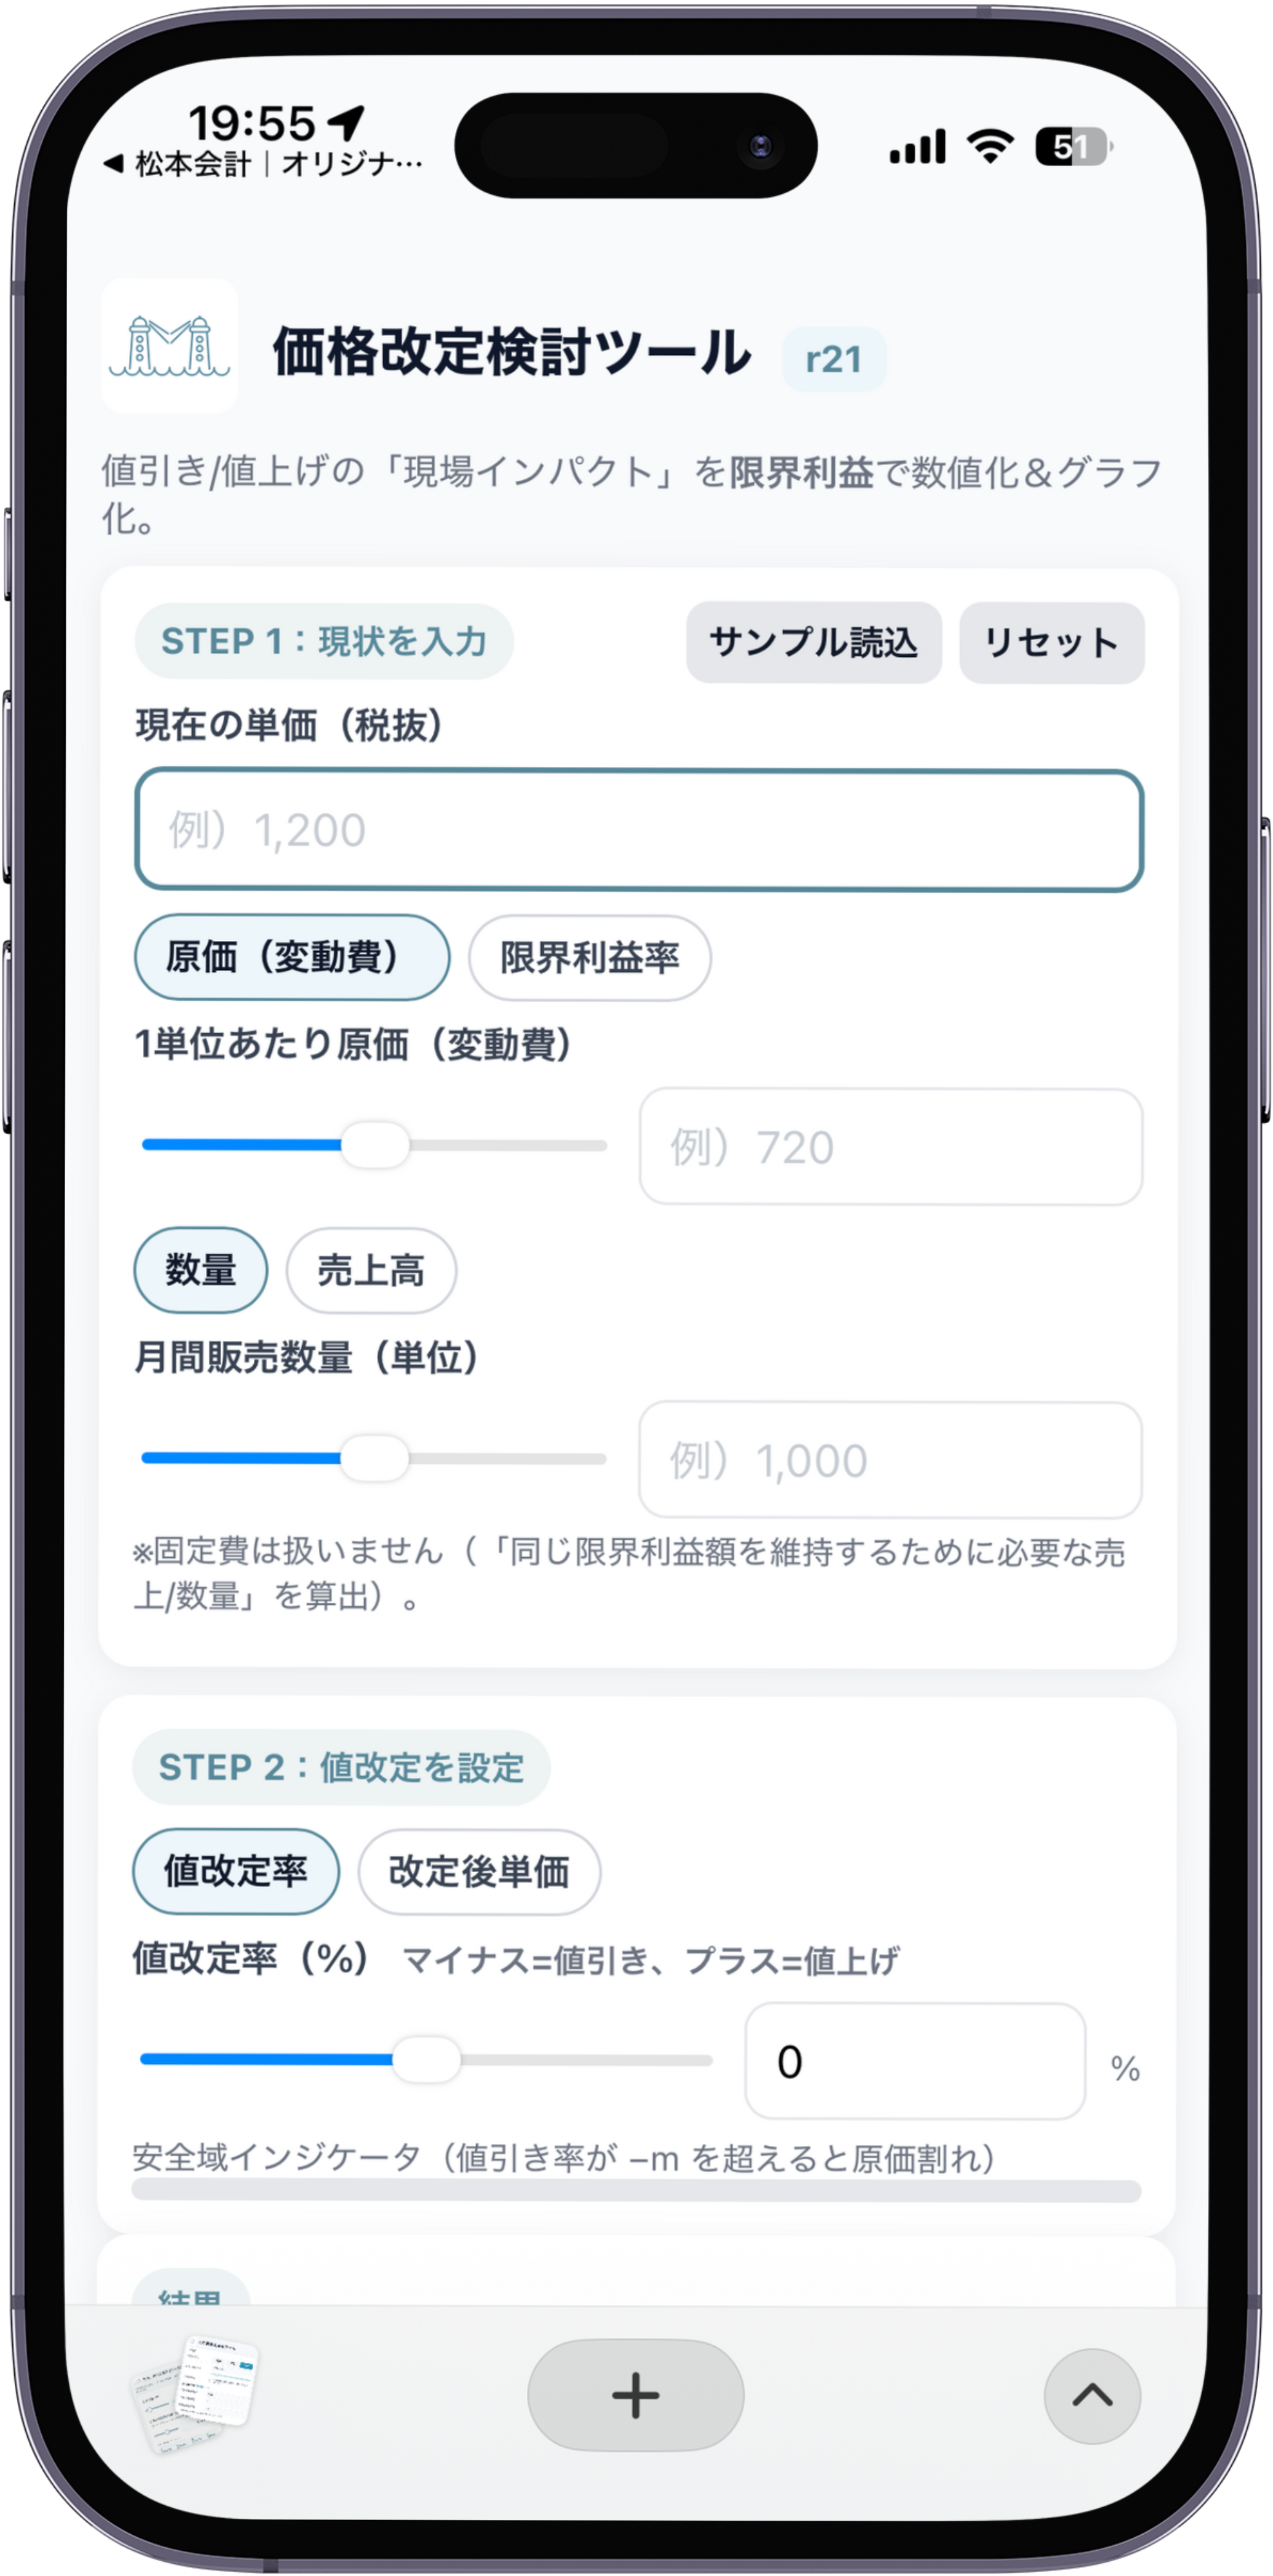 19:55
松本会計｜オリジナ…
51
価格改定検討ツール r21
値引き/値上げの「現場インパクト」を限界利益で数値化＆グラフ
化。
STEP 1：現状を入力 サンプル読込 リセット
現在の単価（税抜）
例）1,200
原価（変動費） 限界利益率
1単位あたり原価（変動費）
例）720
数量 売上高
月間販売数量（単位）
例）1,000
※固定費は扱いません（「同じ限界利益額を維持するために必要な売
上/数量」を算出）。
STEP 2：値改定を設定
値改定率 改定後単価
値改定率（%） マイナス=値引き、プラス=値上げ
0 %
安全域インジケータ（値引き率が −m を超えると原価割れ）